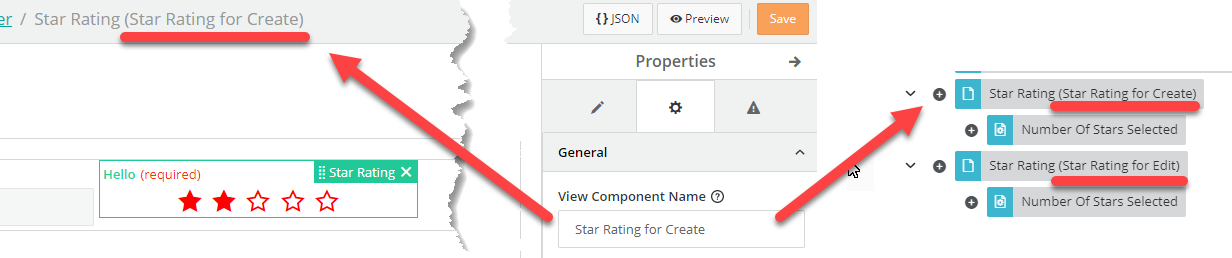 er / Star Rating (Star Rating for Create)
Hello (required)
Star Rating
{} JSON
Preview
Save
Properties
General
View Component Name
Star Rating for Create
Star Rating (Star Rating for Create)
Number Of Stars Selected
Star Rating (Star Rating for Edit)
Number Of Stars Selected